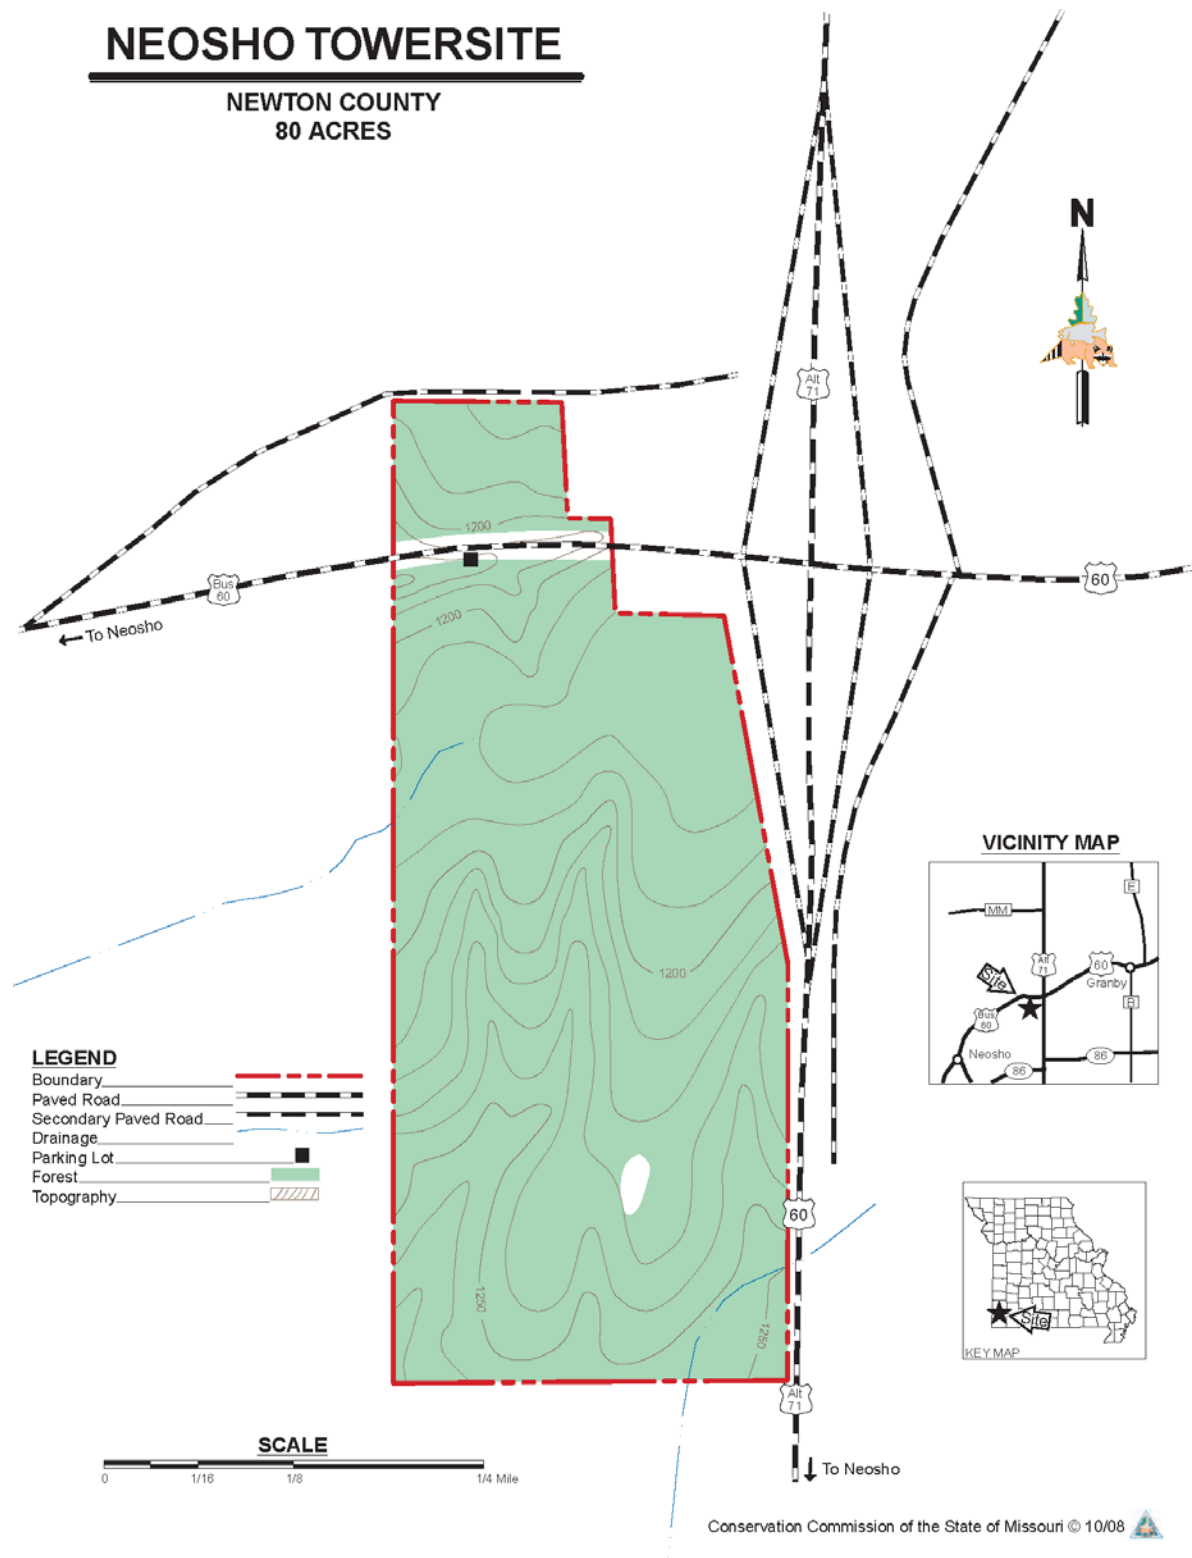 NEOSHO TOWERSITE
NEWTON COUNTY
80 ACRES
N
Alt
71
1200
Bus
60
60
To Neosho
1200
1200
VICINITY MAP
E
MM
Alt
71
60
Site
Granby
B
Bus
60
Neosho
86
86
LEGEND
Boundary
Paved Road
Secondary Paved Road
Drainage
Parking Lot
Forest
Topography
60
1250
1250
Site
KEY MAP
Alt
71
SCALE
0 1/16 1/8 1/4 Mile
To Neosho
Conservation Commission of the State of Missouri © 10/08